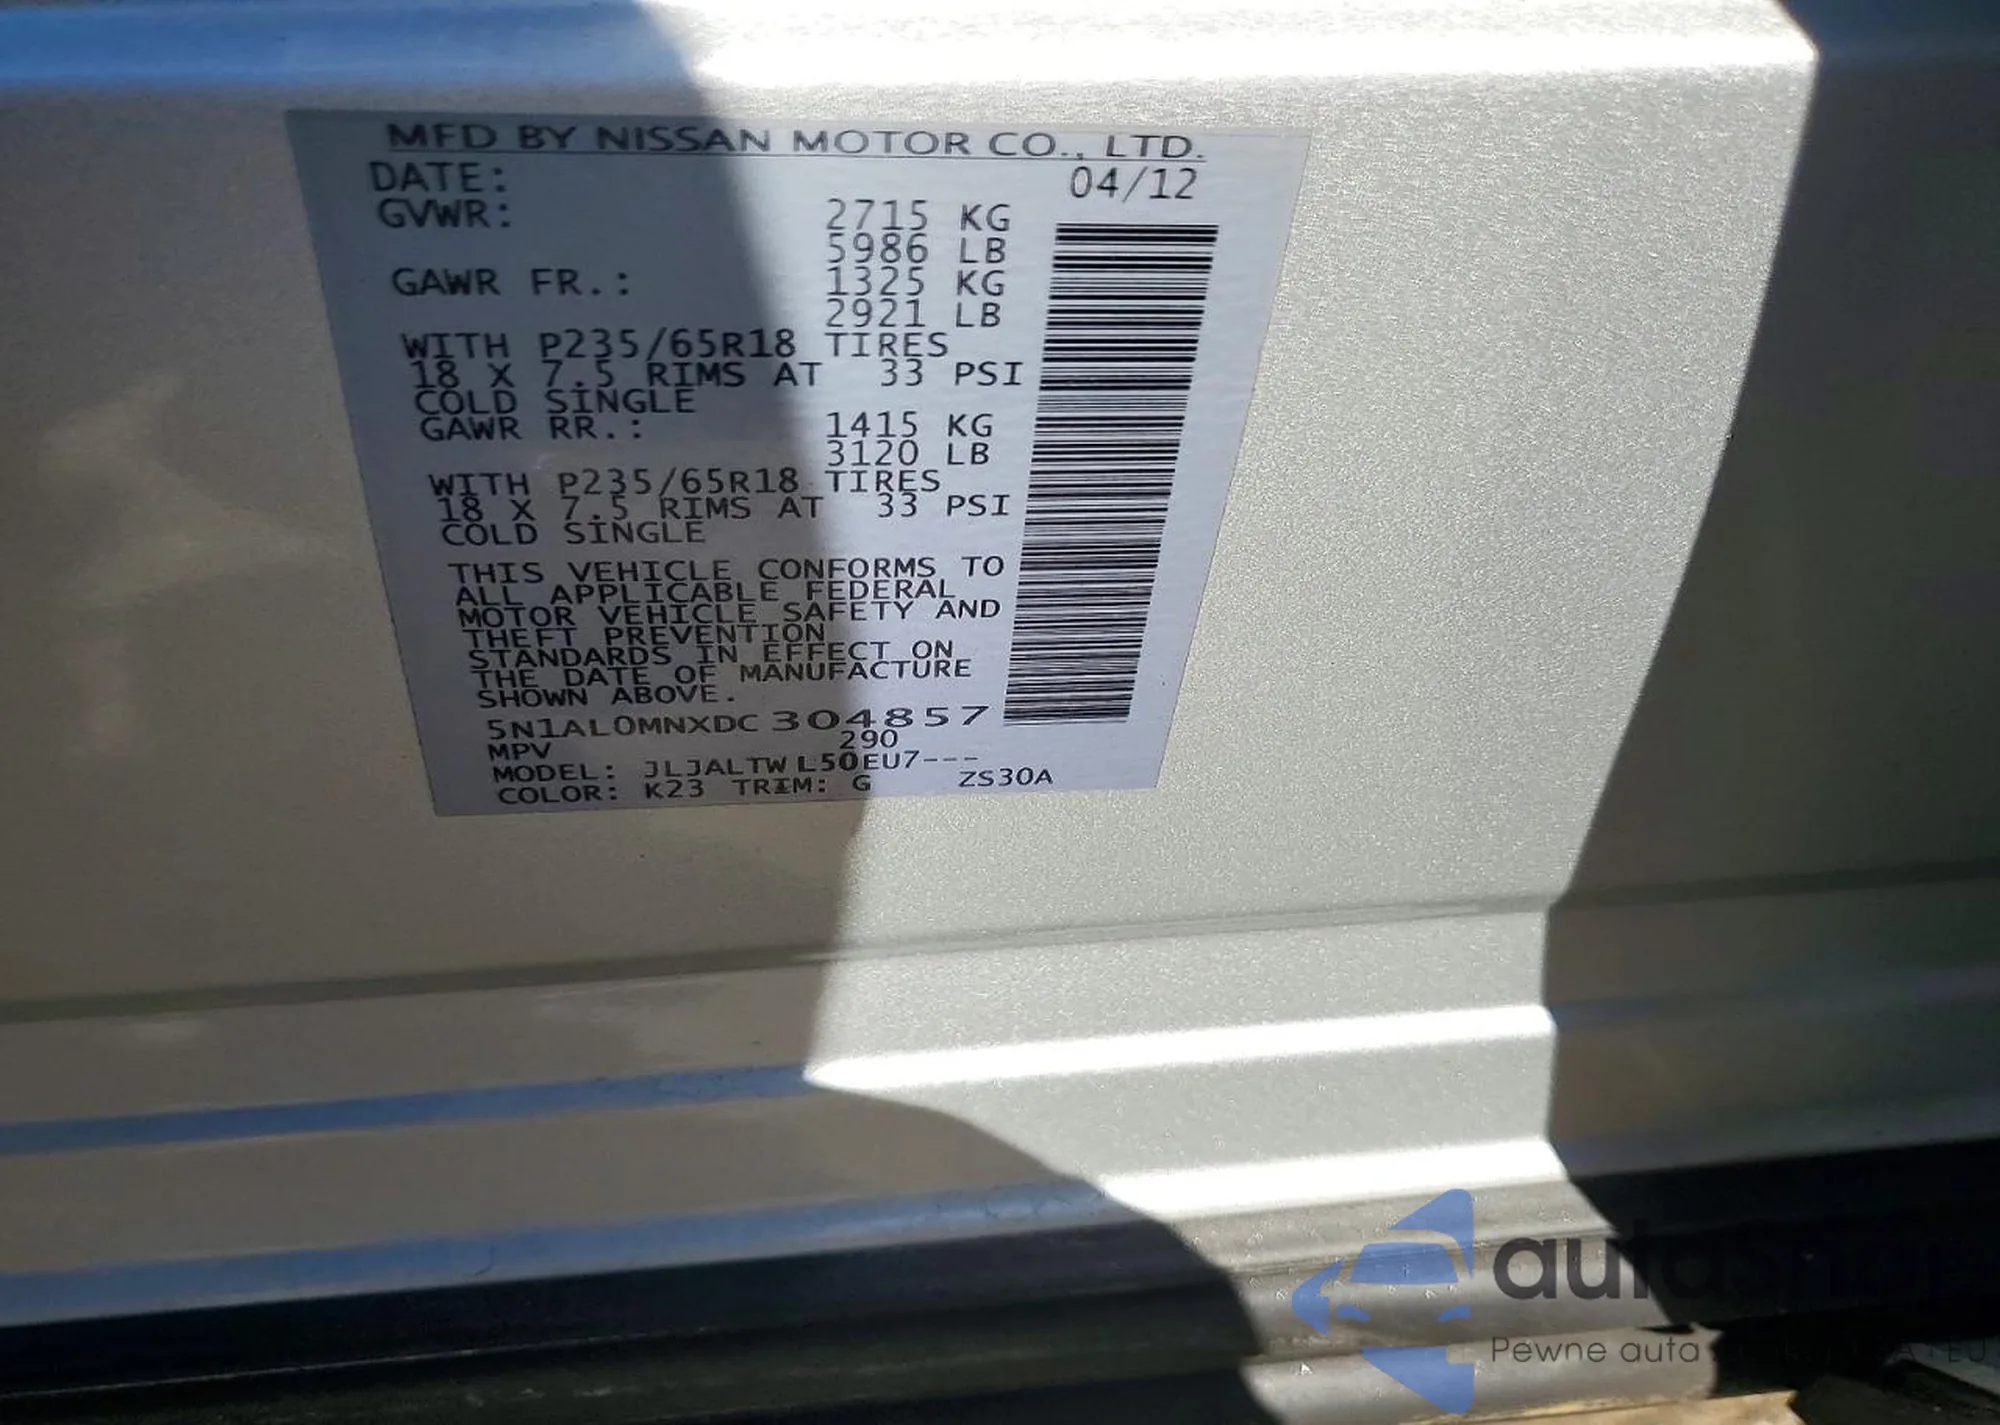 MFD BY NISSAN MOTOR CO., LTD.
DATE: 04/12
GVWR: 2715 KG
5986 LB
GAWR FR.: 1325 KG
2921 LB
WITH P235/65R18 TIRES
18 X 7.5 RIMS AT 33 PSI
COLD SINGLE
GAWR RR.: 1415 KG
3120 LB
WITH P235/65R18 TIRES
18 X 7.5 RIMS AT 33 PSI
COLD SINGLE
THIS VEHICLE CONFORMS TO
ALL APPLICABLE FEDERAL
MOTOR VEHICLE SAFETY AND
THEFT PREVENTION
STANDARDS IN EFFECT ON
THE DATE OF MANUFACTURE
SHOWN ABOVE.
5N1AL0MNXDC304857
MPV 290
MODEL: JLJALTWL50EU7---
COLOR: K23 TRIM: G ZS30A
autosnap
Pewne auta